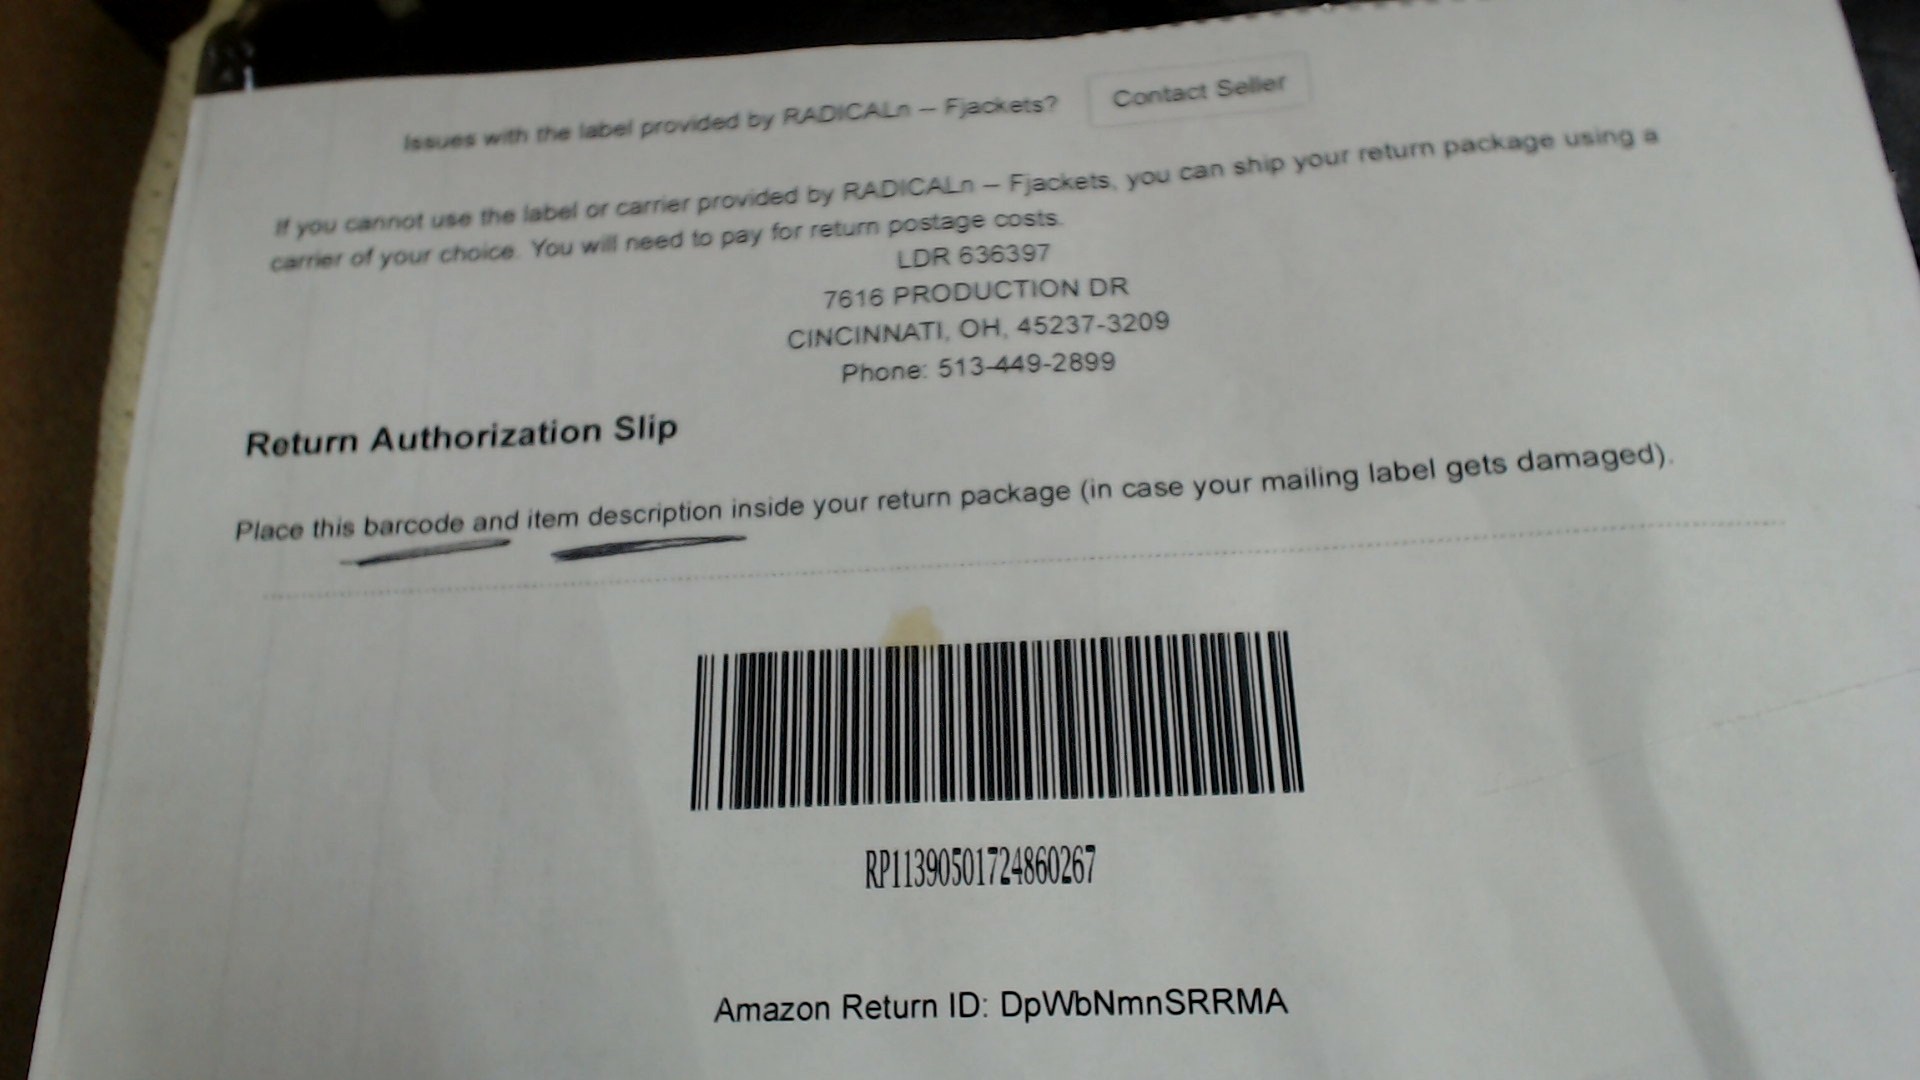 Issues with the label provided by RADICALn – Fjackets? Contact Seller
If you cannot use the label or carrier provided by RADICALn – Fjackets, you can ship your return package using a
carrier of your choice. You will need to pay for return postage costs.
LDR 636397
7616 PRODUCTION DR
CINCINNATI, OH, 45237-3209
Phone: 513-449-2899
Return Authorization Slip
Place this barcode and item description inside your return package (in case your mailing label gets damaged).
RP11390501724860267
Amazon Return ID: DpWbNmnSRRMA